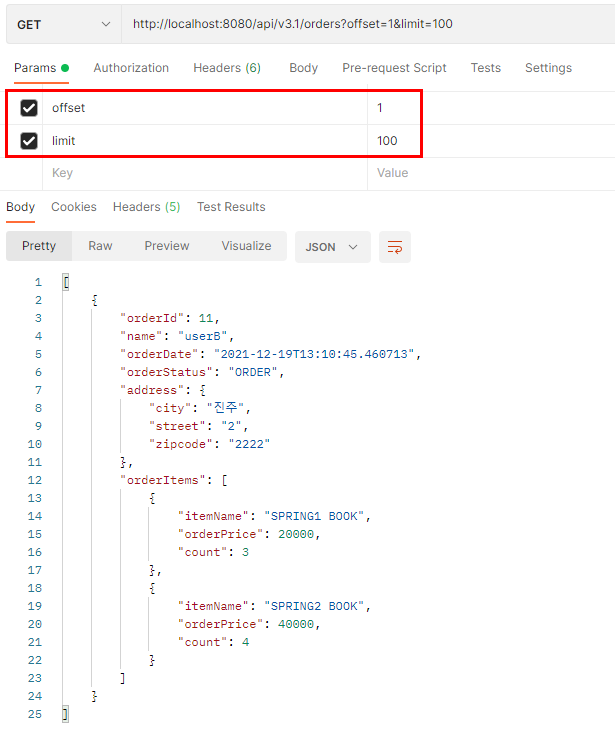 GET http://localhost:8080/api/v3.1/orders?offset=1&limit=100
Params Authorization Headers (6) Body Pre-request Script Tests Settings
offset 1
limit 100
Key Value
Body Cookies Headers (5) Test Results
Pretty Raw Preview Visualize JSON
1 [
2 {
3 "orderId": 11,
4 "name": "userB",
5 "orderDate": "2021-12-19T13:10:45.460713",
6 "orderStatus": "ORDER",
7 "address": {
8 "city": "진주",
9 "street": "2",
10 "zipcode": "2222"
11 },
12 "orderItems": [
13 {
14 "itemName": "SPRING1 BOOK",
15 "orderPrice": 20000,
16 "count": 3
17 },
18 {
19 "itemName": "SPRING2 BOOK",
20 "orderPrice": 40000,
21 "count": 4
22 }
23 ]
24 }
25 ]